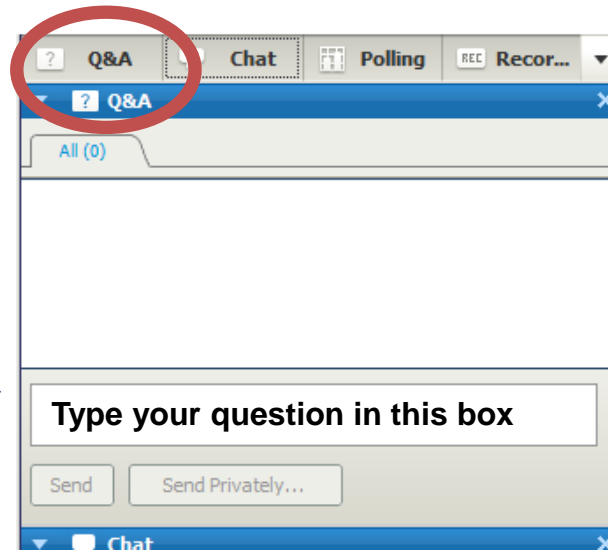 ? Q&A Chat Polling REC Recor...
? Q&A
All (0)
Type your question in this box
Send Send Privately...
Chat